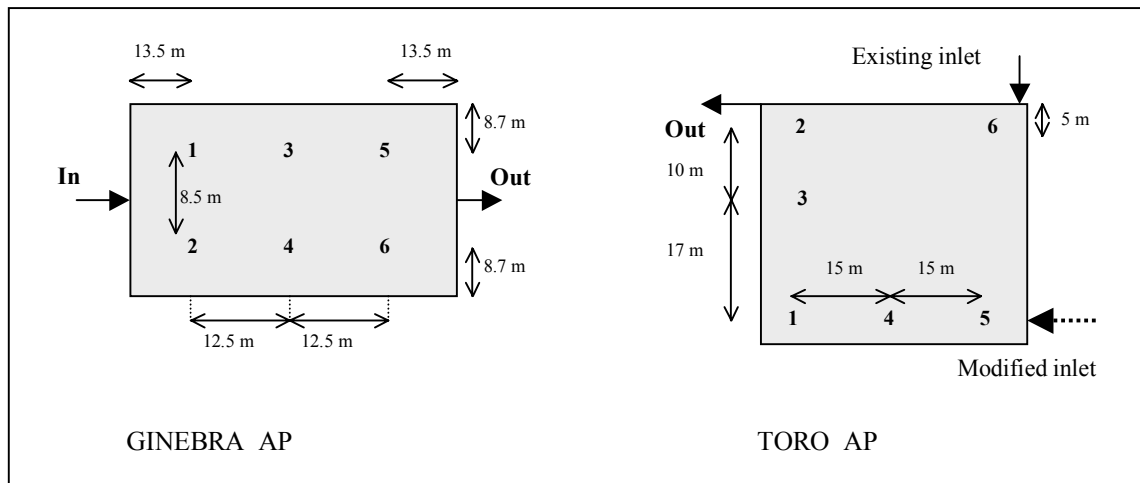 13.5 m
13.5 m
8.7 m
1 3 5
In
8.5 m
Out
2 4 6
8.7 m
12.5 m 12.5 m
GINEBRA AP
Existing inlet
Out
2 6
5 m
10 m
3
17 m
15 m 15 m
1 4 5
Modified inlet
TORO AP